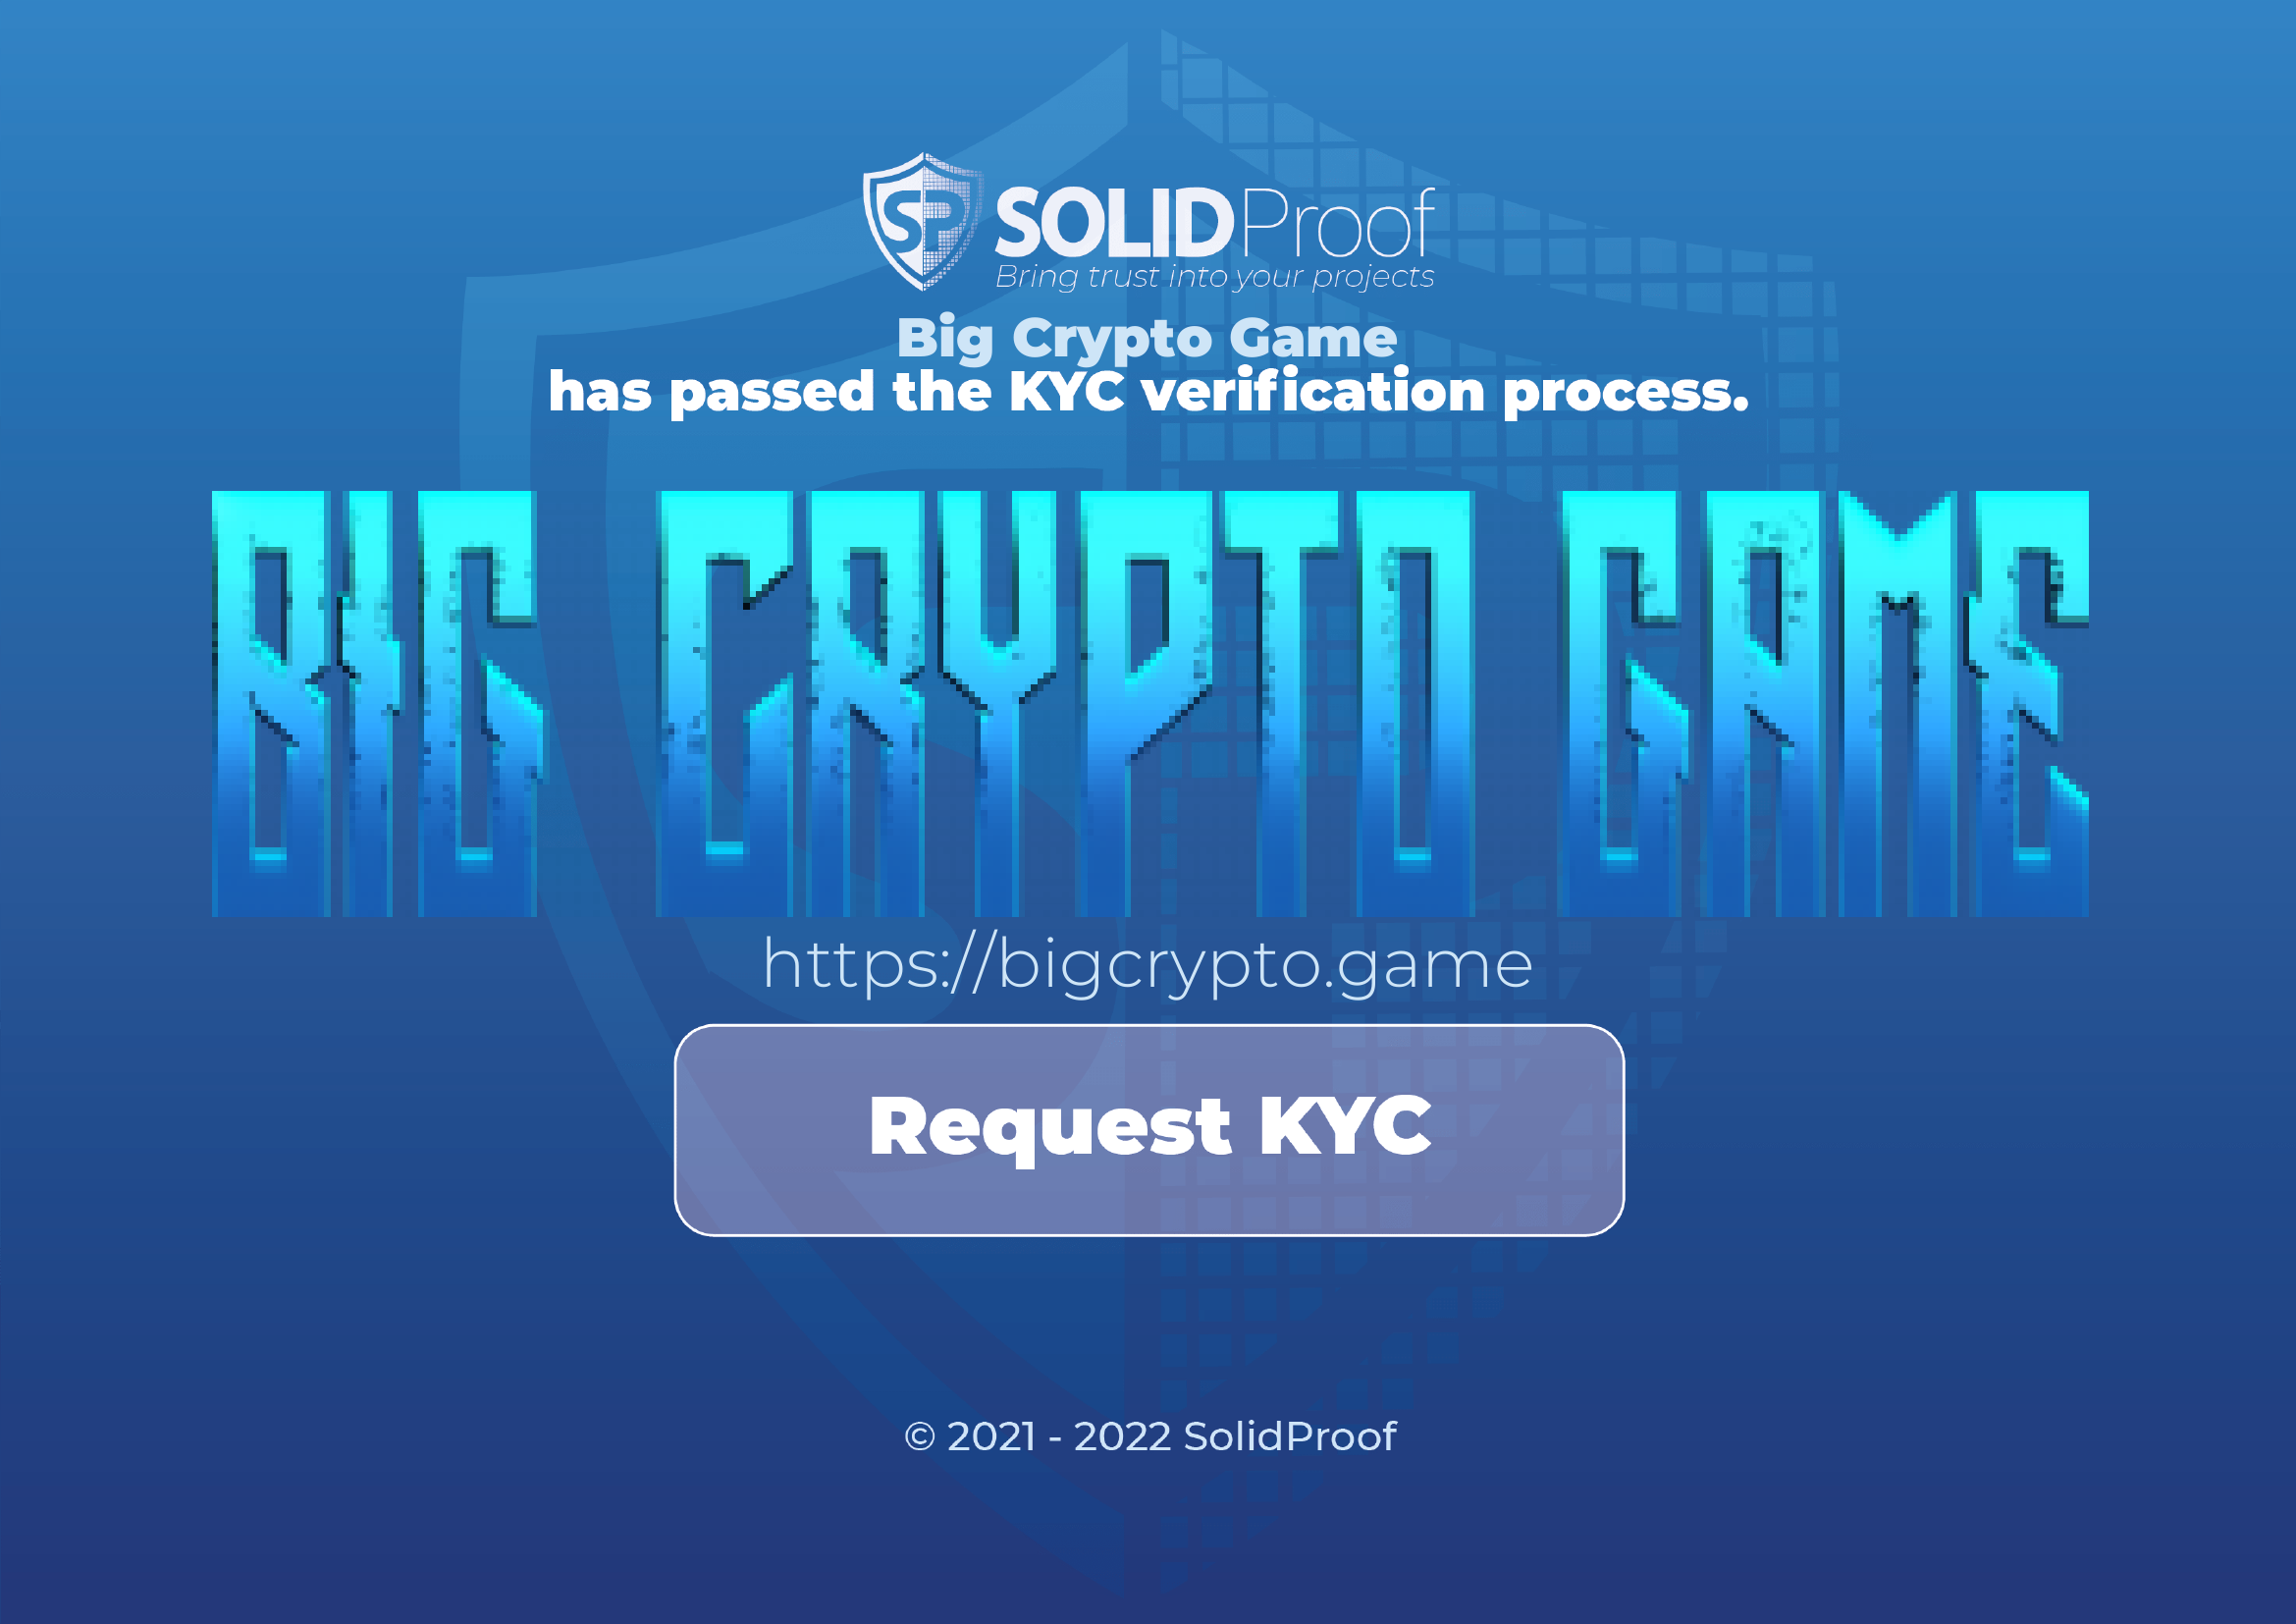 SP SOLIDProof
Bring trust into your projects
Big Crypto Game
has passed the KYC verification process.
BIG CRYPTO GAME
https://bigcrypto.game
Request KYC
© 2021 - 2022 SolidProof